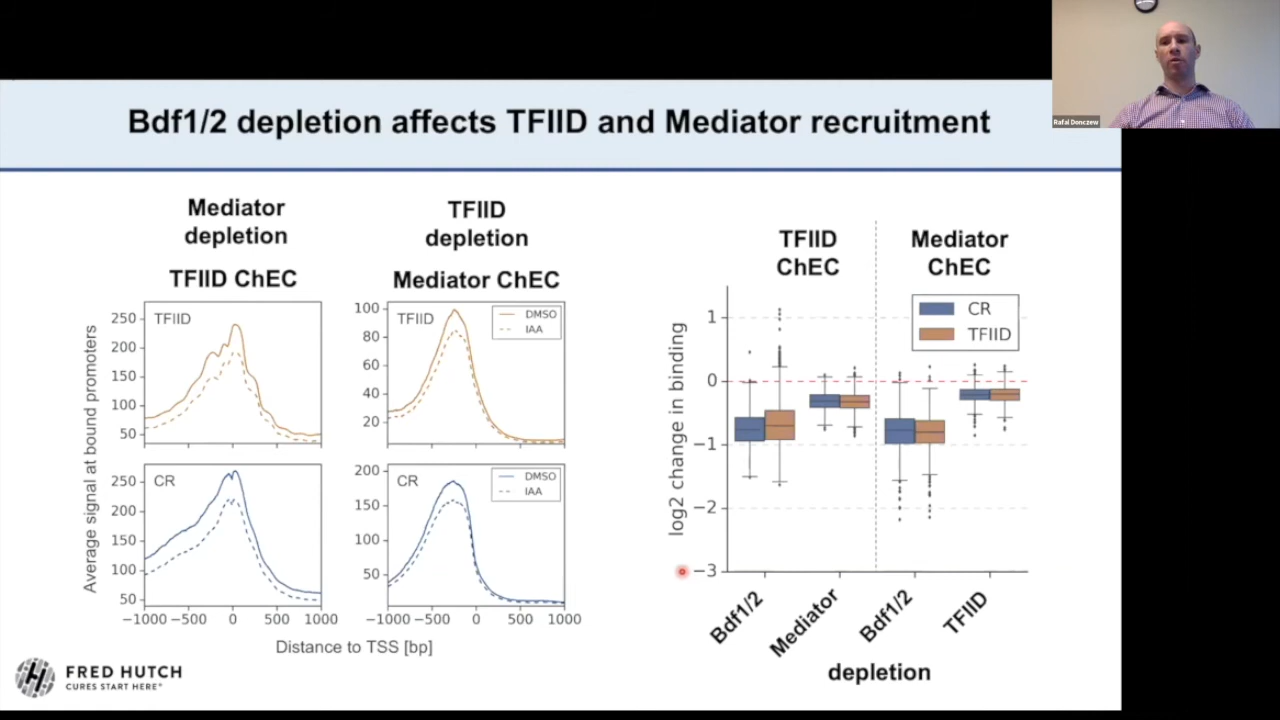 Rafal Donczew
Bdf1/2 depletion affects TFIID and Mediator recruitment
Mediator
depletion
TFIID
depletion
TFIID ChEC
Mediator ChEC
Average signal at bound promoters
250
200
150
100
50
TFIID
100
80
60
40
20
TFIID
DMSO
IAA
250
200
150
100
50
CR
200
150
100
50
CR
DMSO
IAA
−1000 −500 0 500 1000
−1000 −500 0 500 1000
Distance to TSS [bp]
TFIID
ChEC
Mediator
ChEC
CR
TFIID
log2 change in binding
1
0
−1
−2
−3
Bdf1/2
Mediator
Bdf1/2
TFIID
depletion
FRED HUTCH
CURES START HERE®